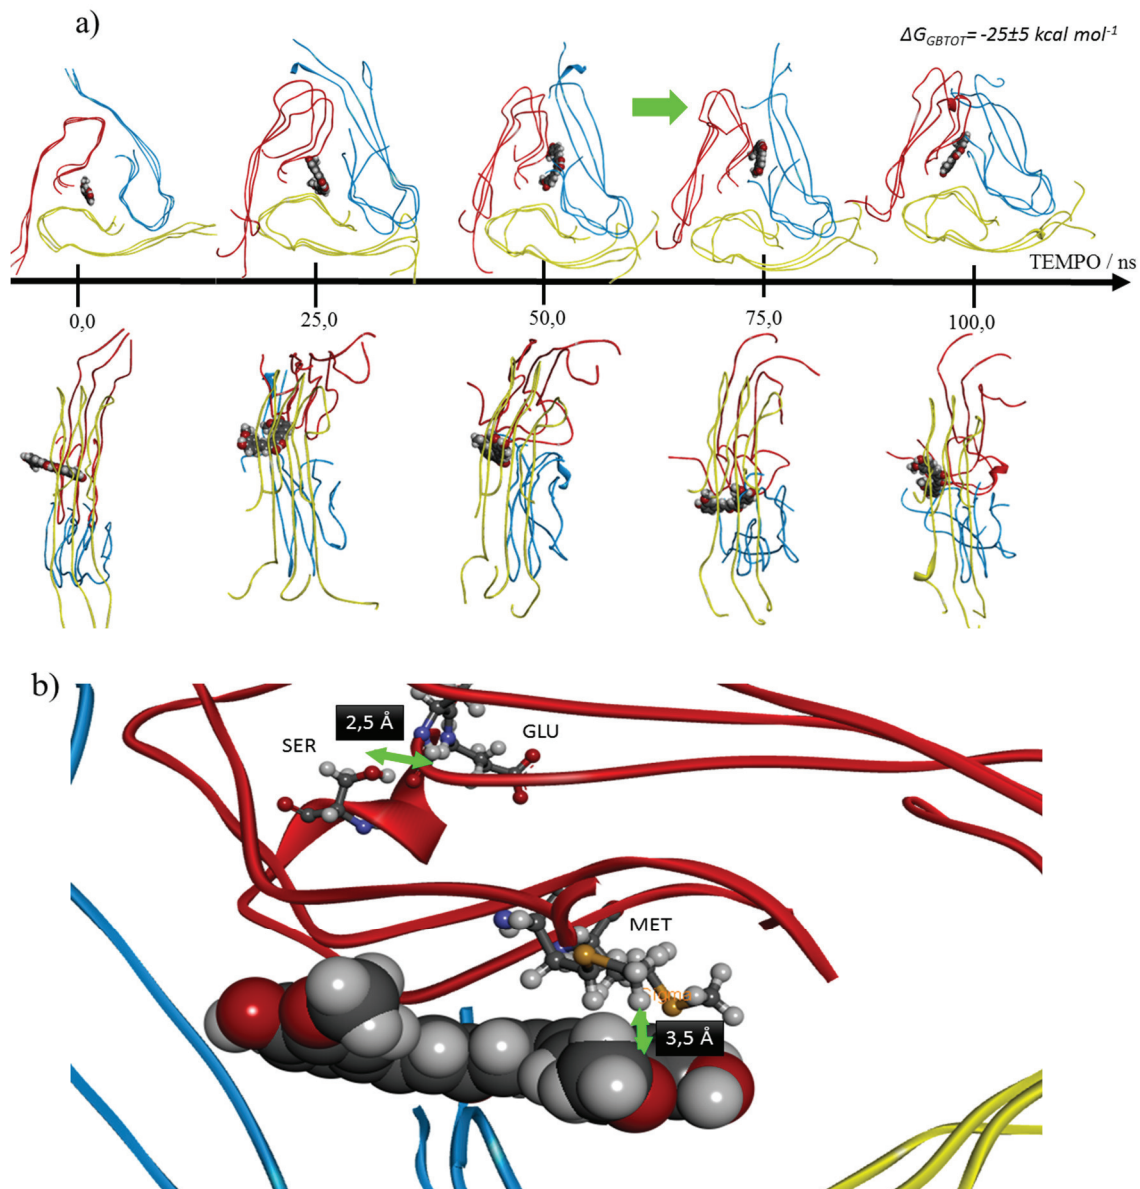 a)
ΔG_GBTOT= -25±5 kcal mol⁻¹
TEMPO / ns
0,0
25,0
50,0
75,0
100,0
b)
2,5 Å
GLU
SER
MET
Sigma
3,5 Å